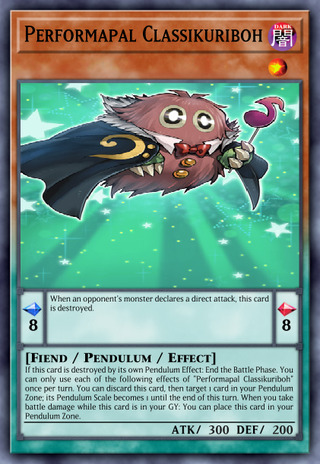 Performapal Classikuriboh
DARK
闇
When an opponent's monster declares a direct attack, this card
is destroyed.
8
8
[Fiend / Pendulum / Effect]
If this card is destroyed by its own Pendulum Effect: End the Battle Phase. You
can only use each of the following effects of "Performapal Classikuriboh"
once per turn. You can discard this card, then target 1 card in your Pendulum
Zone; its Pendulum Scale becomes 1 until the end of this turn. When you take
battle damage while this card is in your GY: You can place this card in your
Pendulum Zone.
ATK/ 300 DEF/ 200